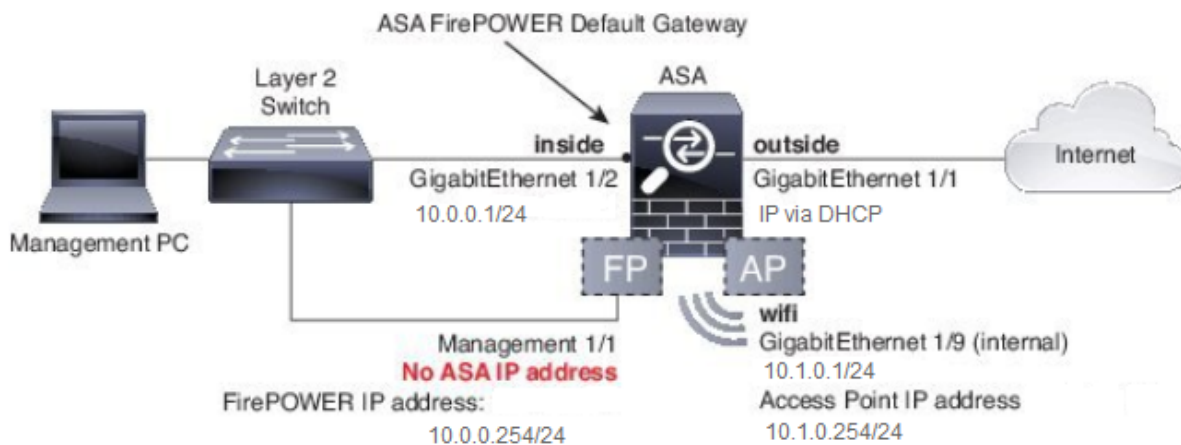 ASA FirePOWER Default Gateway
Layer 2
Switch
ASA
inside
outside
Internet
GigabitEthernet 1/2
GigabitEthernet 1/1
10.0.0.1/24
IP via DHCP
Management PC
FP
AP
wifi
Management 1/1
GigabitEthernet 1/9 (internal)
No ASA IP address
10.1.0.1/24
FirePOWER IP address:
Access Point IP address
10.0.0.254/24
10.1.0.254/24